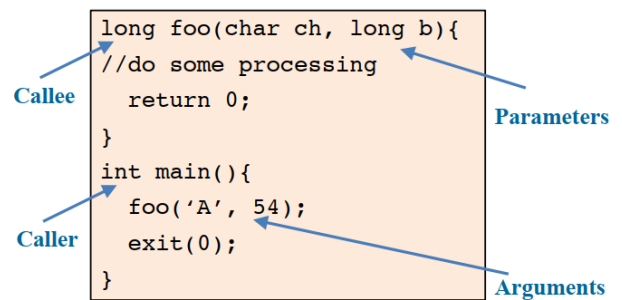 long foo(char ch, long b){
//do some processing
return 0;
}
int main(){
foo(‘A’, 54);
exit(0);
}
Callee
Parameters
Caller
Arguments